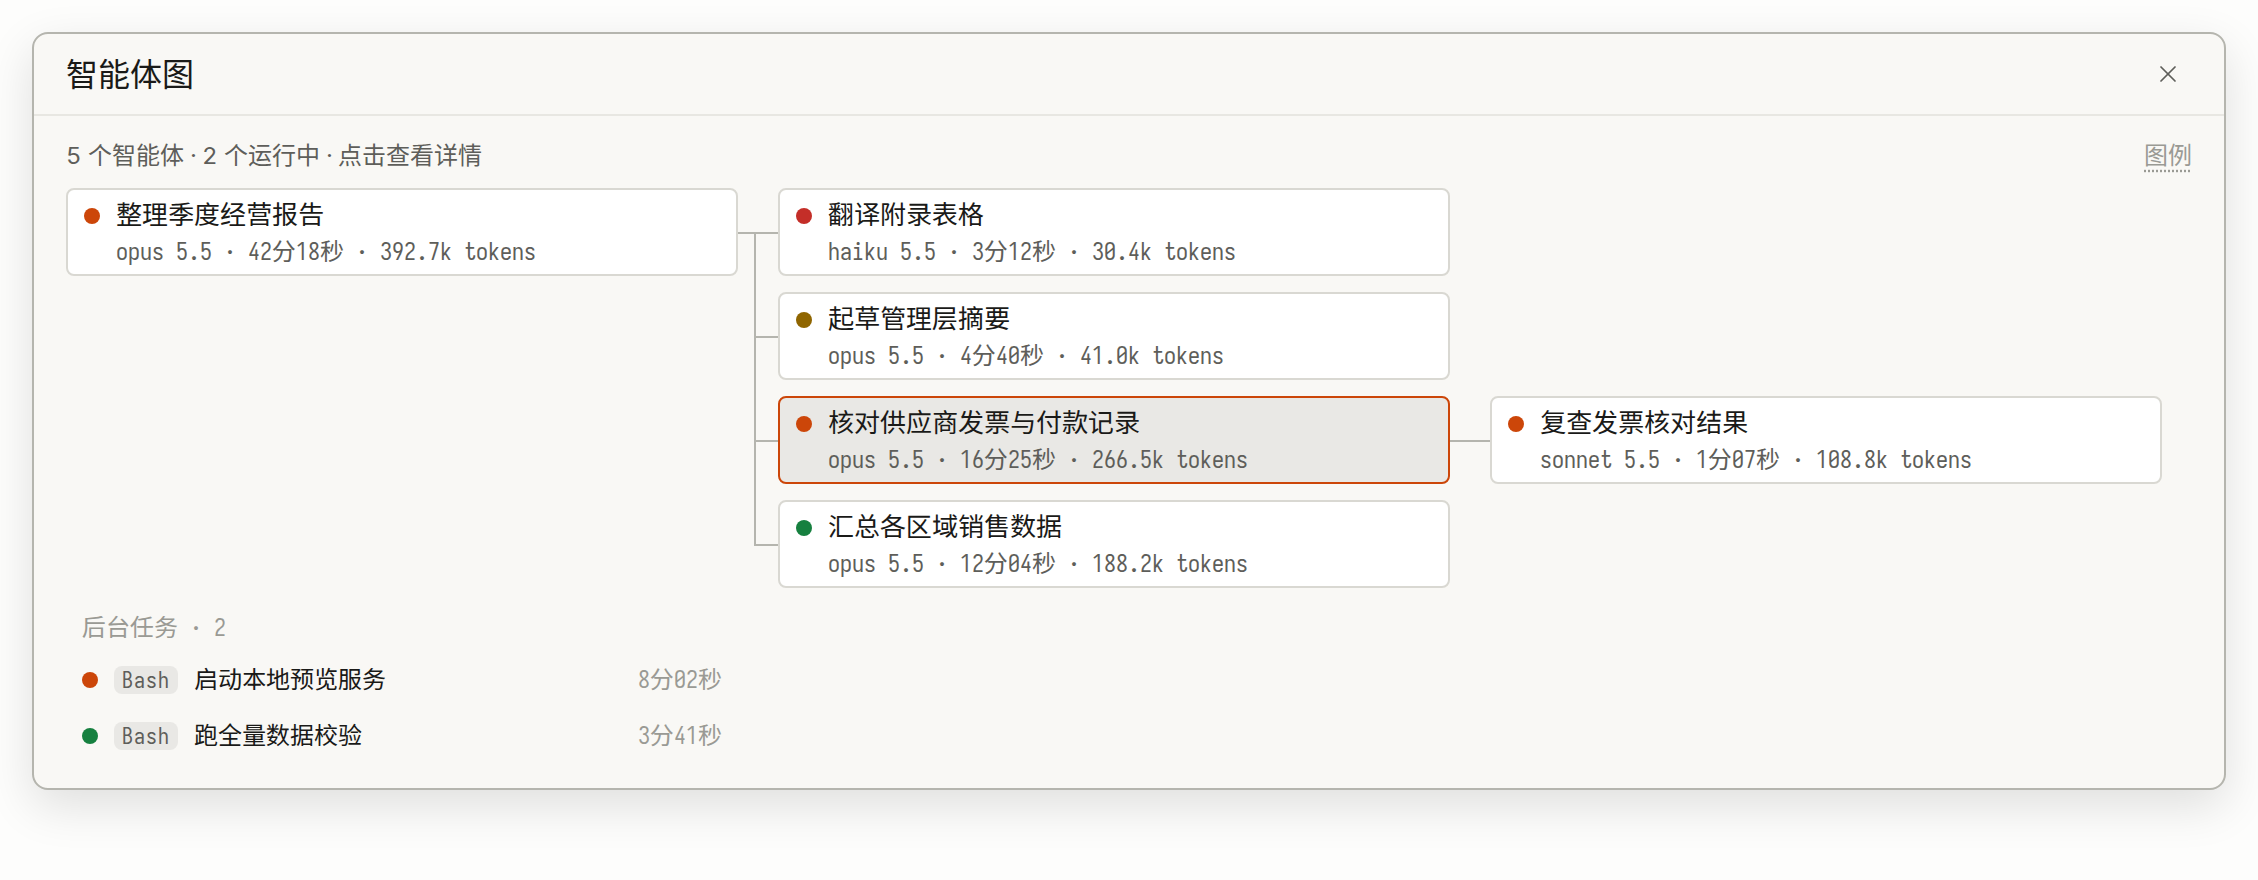 智能体图
5 个智能体 · 2 个运行中 · 点击查看详情
图例
整理季度经营报告
opus 5.5 · 42分18秒 · 392.7k tokens
翻译附录表格
haiku 5.5 · 3分12秒 · 30.4k tokens
起草管理层摘要
opus 5.5 · 4分40秒 · 41.0k tokens
核对供应商发票与付款记录
opus 5.5 · 16分25秒 · 266.5k tokens
复查发票核对结果
sonnet 5.5 · 1分07秒 · 108.8k tokens
汇总各区域销售数据
opus 5.5 · 12分04秒 · 188.2k tokens
后台任务 · 2
Bash 启动本地预览服务 8分02秒
Bash 跑全量数据校验 3分41秒